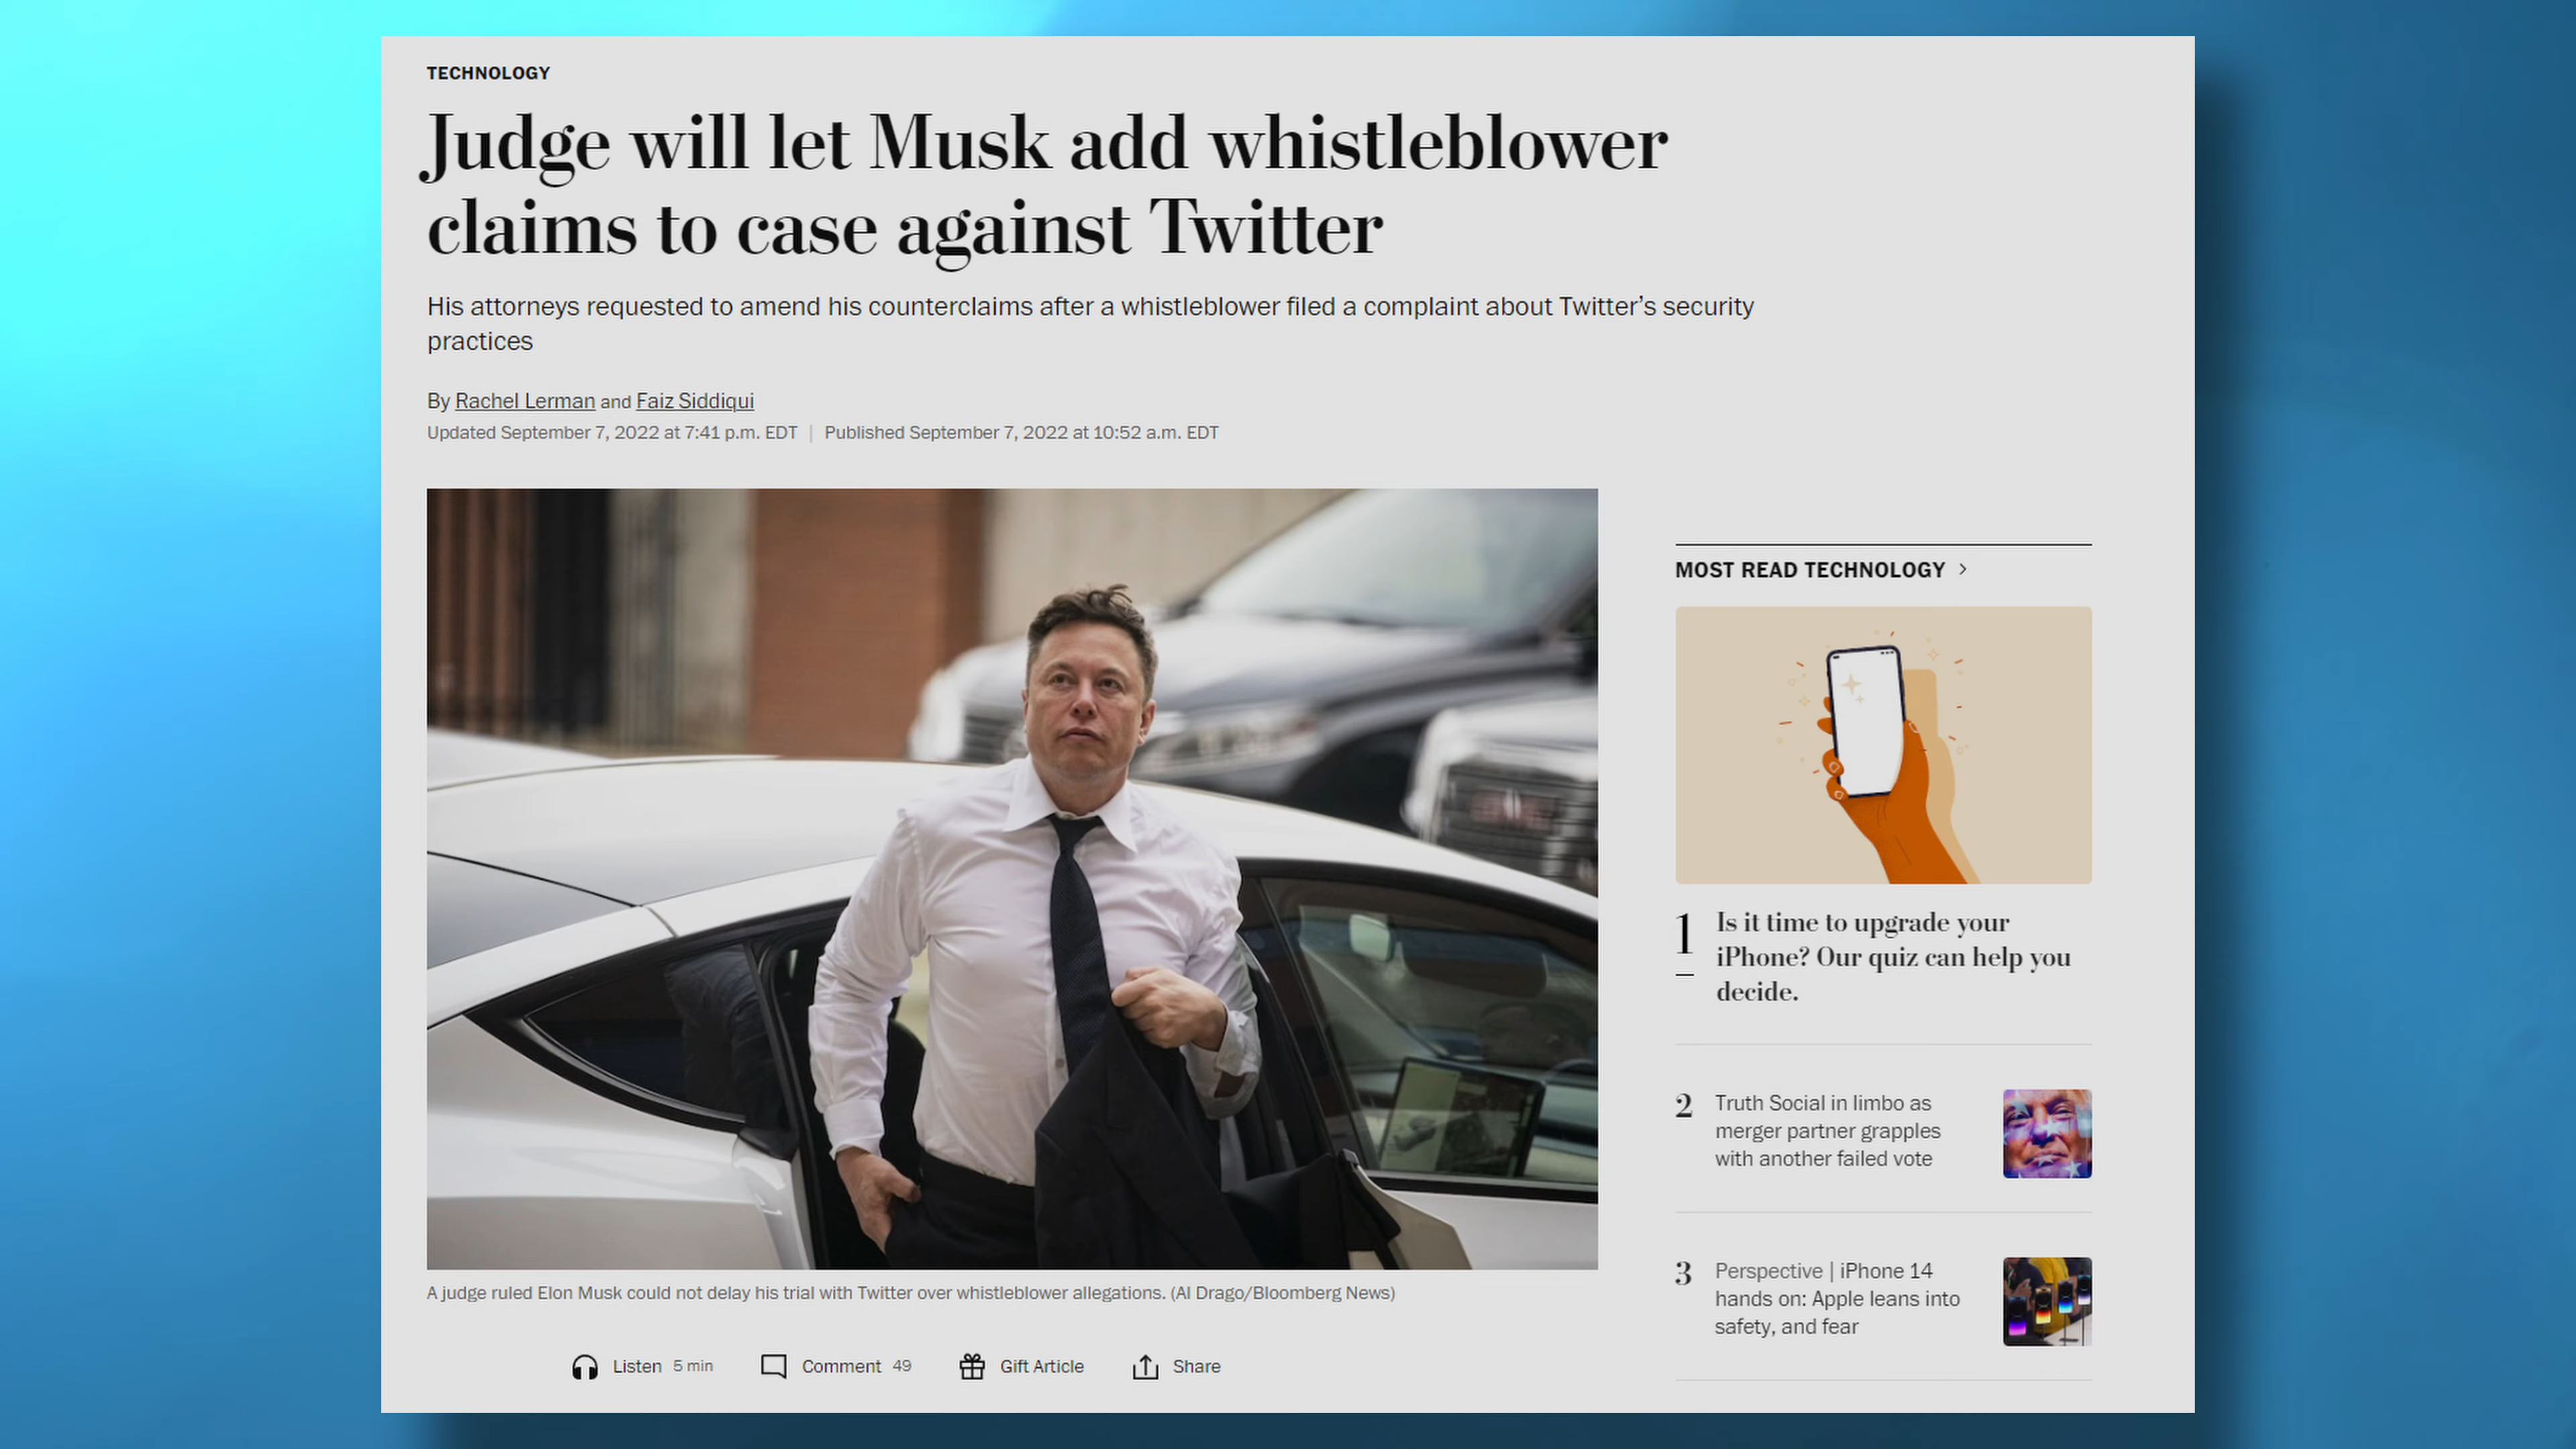 TECHNOLOGY
Judge will let Musk add whistleblower
claims to case against Twitter
His attorneys requested to amend his counterclaims after a whistleblower filed a complaint about Twitter’s security
practices
By Rachel Lerman and Faiz Siddiqui
Updated September 7, 2022 at 7:41 p.m. EDT | Published September 7, 2022 at 10:52 a.m. EDT
A judge ruled Elon Musk could not delay his trial with Twitter over whistleblower allegations. (Al Drago/Bloomberg News)
Listen 5 min Comment 49 Gift Article Share
MOST READ TECHNOLOGY >
1 Is it time to upgrade your
iPhone? Our quiz can help you
decide.
2 Truth Social in limbo as
merger partner grapples
with another failed vote
3 Perspective | iPhone 14
hands on: Apple leans into
safety, and fear